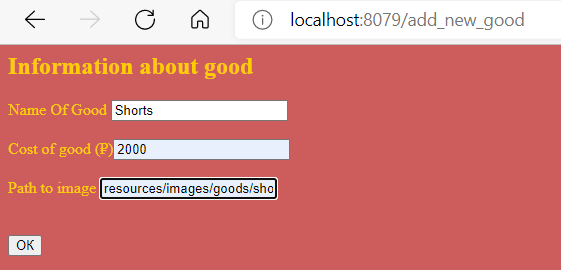 localhost:8079/add_new_good
Information about good
Name Of Good Shorts
Cost of good (₽) 2000
Path to image resources/images/goods/sho
OK